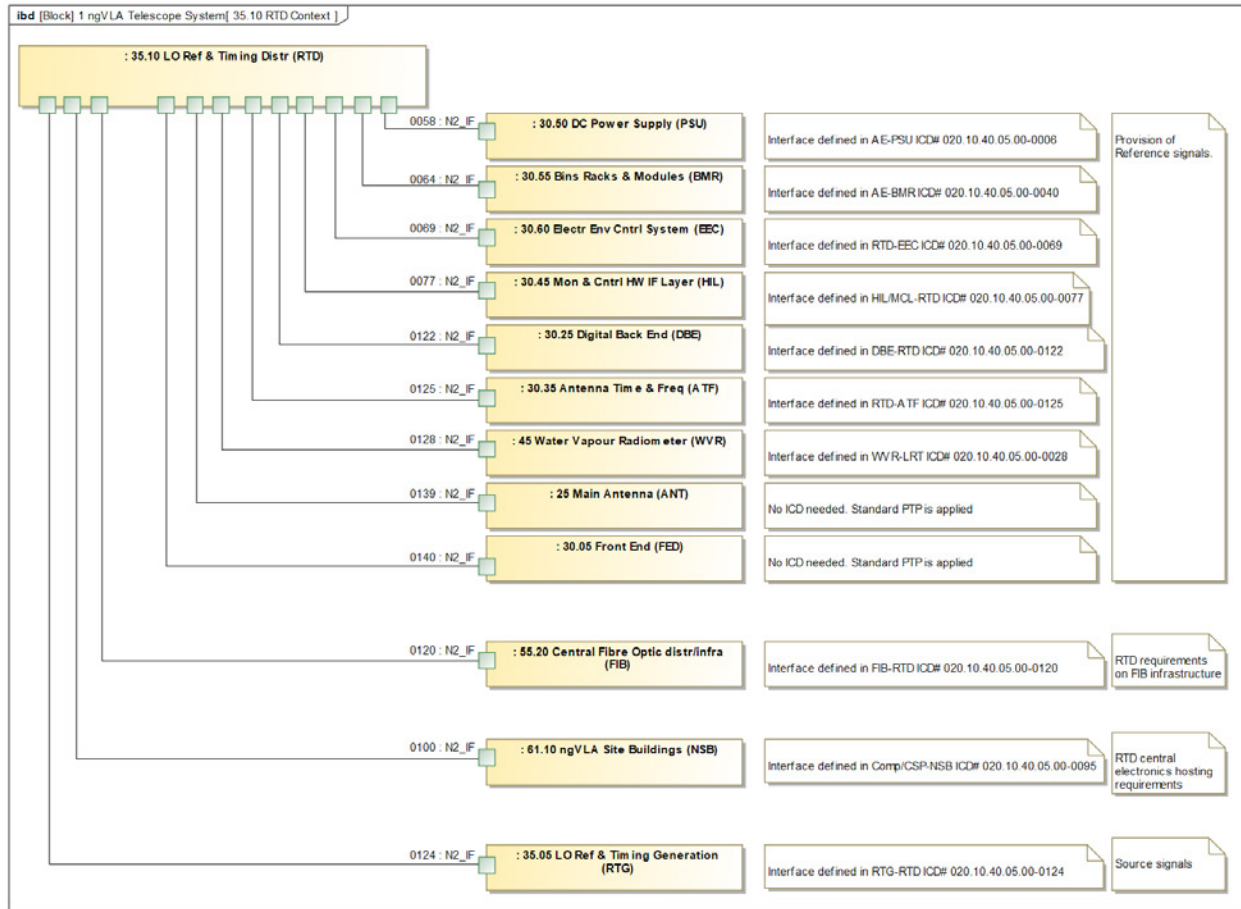 ibd [Block] 1 ngVLA Telescope System[ 35.10 RTD Context ]
: 35.10 LO Ref & Timing Distr (RTD)
0058 : N2_IF
: 30.50 DC Power Supply (PSU)
Interface defined in AE-PSU ICD# 020.10.40.05.00-0006
Provision of
Reference signals.
0064 : N2_IF
: 30.55 Bins Racks & Modules (BMR)
Interface defined in AE-BMR ICD# 020.10.40.05.00-0040
0069 : N2_IF
: 30.60 Electr Env Cntrl System (EEC)
Interface defined in RTD-EEC ICD# 020.10.40.05.00-0069
0077 : N2_IF
: 30.45 Mon & Cntrl HW IF Layer (HIL)
Interface defined in HIL/MCL-RTD ICD# 020.10.40.05.00-0077
0122 : N2_IF
: 30.25 Digital Back End (DBE)
Interface defined in DBE-RTD ICD# 020.10.40.05.00-0122
0125 : N2_IF
: 30.35 Antenna Time & Freq (ATF)
Interface defined in RTD-ATF ICD# 020.10.40.05.00-0125
0128 : N2_IF
: 45 Water Vapour Radiometer (WVR)
Interface defined in WVR-LRT ICD# 020.10.40.05.00-0028
0139 : N2_IF
: 25 Main Antenna (ANT)
No ICD needed. Standard PTP is applied
0140 : N2_IF
: 30.05 Front End (FED)
No ICD needed. Standard PTP is applied
0120 : N2_IF
: 55.20 Central Fibre Optic distr/infra
(FIB)
Interface defined in FIB-RTD ICD# 020.10.40.05.00-0120
RTD requirements
on FIB infrastructure
0100 : N2_IF
: 61.10 ngVLA Site Buildings (NSB)
Interface defined in Comp/CSP-NSB ICD# 020.10.40.05.00-0095
RTD central
electronics hosting
requirements
0124 : N2_IF
: 35.05 LO Ref & Timing Generation
(RTG)
Interface defined in RTG-RTD ICD# 020.10.40.05.00-0124
Source signals